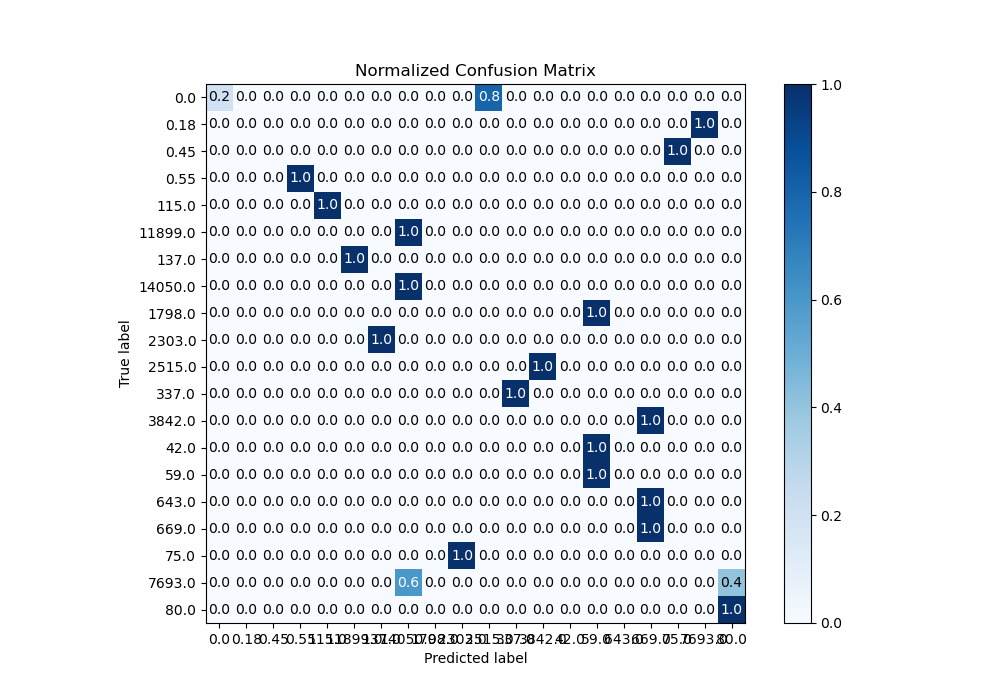 Normalized Confusion Matrix
0.0 0.2 0.0 0.0 0.0 0.0 0.0 0.0 0.0 0.0 0.0 0.8 0.0 0.0 0.0 0.0 0.0 0.0 0.0 0.0 0.0
0.18 0.0 0.0 0.0 0.0 0.0 0.0 0.0 0.0 0.0 0.0 0.0 0.0 0.0 0.0 0.0 0.0 0.0 0.0 1.0 0.0
0.45 0.0 0.0 0.0 0.0 0.0 0.0 0.0 0.0 0.0 0.0 0.0 0.0 0.0 0.0 0.0 0.0 0.0 1.0 0.0 0.0
0.55 0.0 0.0 0.0 1.0 0.0 0.0 0.0 0.0 0.0 0.0 0.0 0.0 0.0 0.0 0.0 0.0 0.0 0.0 0.0 0.0
115.0 0.0 0.0 0.0 0.0 1.0 0.0 0.0 0.0 0.0 0.0 0.0 0.0 0.0 0.0 0.0 0.0 0.0 0.0 0.0 0.0
11899.0 0.0 0.0 0.0 0.0 0.0 0.0 0.0 1.0 0.0 0.0 0.0 0.0 0.0 0.0 0.0 0.0 0.0 0.0 0.0 0.0
137.0 0.0 0.0 0.0 0.0 0.0 1.0 0.0 0.0 0.0 0.0 0.0 0.0 0.0 0.0 0.0 0.0 0.0 0.0 0.0 0.0
14050.0 0.0 0.0 0.0 0.0 0.0 0.0 0.0 1.0 0.0 0.0 0.0 0.0 0.0 0.0 0.0 0.0 0.0 0.0 0.0 0.0
1798.0 0.0 0.0 0.0 0.0 0.0 0.0 0.0 0.0 0.0 0.0 0.0 0.0 0.0 0.0 1.0 0.0 0.0 0.0 0.0 0.0
2303.0 0.0 0.0 0.0 0.0 0.0 0.0 1.0 0.0 0.0 0.0 0.0 0.0 0.0 0.0 0.0 0.0 0.0 0.0 0.0 0.0
2515.0 0.0 0.0 0.0 0.0 0.0 0.0 0.0 0.0 0.0 0.0 0.0 0.0 1.0 0.0 0.0 0.0 0.0 0.0 0.0 0.0
337.0 0.0 0.0 0.0 0.0 0.0 0.0 0.0 0.0 0.0 0.0 0.0 1.0 0.0 0.0 0.0 0.0 0.0 0.0 0.0 0.0
3842.0 0.0 0.0 0.0 0.0 0.0 0.0 0.0 0.0 0.0 0.0 0.0 0.0 0.0 0.0 0.0 0.0 1.0 0.0 0.0 0.0
42.0 0.0 0.0 0.0 0.0 0.0 0.0 0.0 0.0 0.0 0.0 0.0 0.0 0.0 0.0 1.0 0.0 0.0 0.0 0.0 0.0
59.0 0.0 0.0 0.0 0.0 0.0 0.0 0.0 0.0 0.0 0.0 0.0 0.0 0.0 0.0 1.0 0.0 0.0 0.0 0.0 0.0
643.0 0.0 0.0 0.0 0.0 0.0 0.0 0.0 0.0 0.0 0.0 0.0 0.0 0.0 0.0 0.0 0.0 1.0 0.0 0.0 0.0
669.0 0.0 0.0 0.0 0.0 0.0 0.0 0.0 0.0 0.0 0.0 0.0 0.0 0.0 0.0 0.0 0.0 1.0 0.0 0.0 0.0
75.0 0.0 0.0 0.0 0.0 0.0 0.0 0.0 0.0 0.0 1.0 0.0 0.0 0.0 0.0 0.0 0.0 0.0 0.0 0.0 0.0
7693.0 0.0 0.0 0.0 0.0 0.0 0.0 0.0 0.6 0.0 0.0 0.0 0.0 0.0 0.0 0.0 0.0 0.0 0.0 0.0 0.4
80.0 0.0 0.0 0.0 0.0 0.0 0.0 0.0 0.0 0.0 0.0 0.0 0.0 0.0 0.0 0.0 0.0 0.0 0.0 0.0 1.0
0.0 0.18 0.45 0.55 42.0 59.0 643.0 669.0 75.0 7693.0 80.0
Predicted label
True label
1.0
0.8
0.6
0.4
0.2
0.0